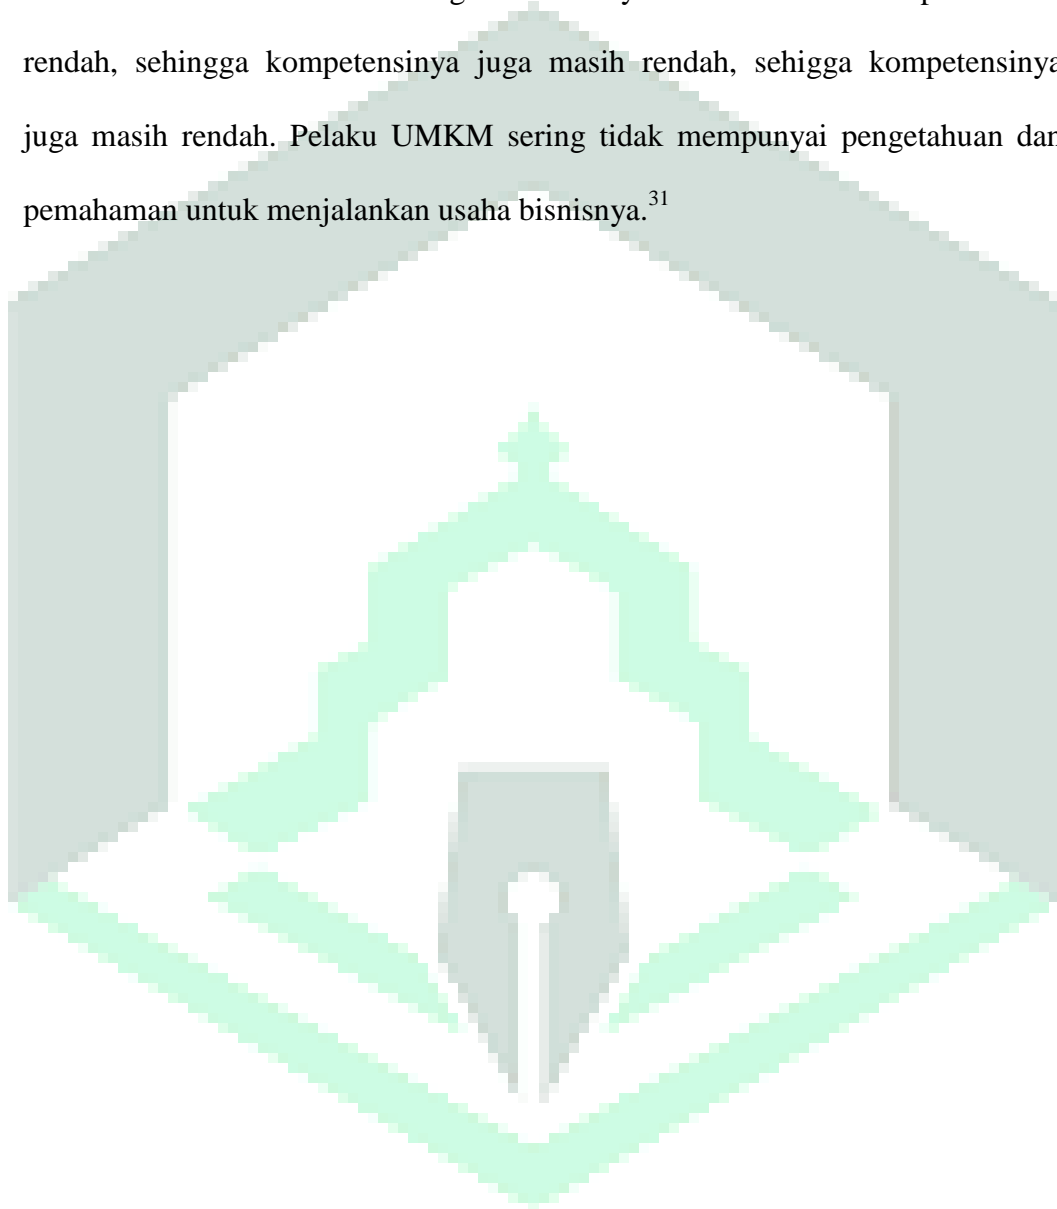 rendah, sehingga kompetensinya juga masih rendah, sehigga kompetensinya
juga masih rendah. Pelaku UMKM sering tidak mempunyai pengetahuan dan
pemahaman untuk menjalankan usaha bisnisnya.31